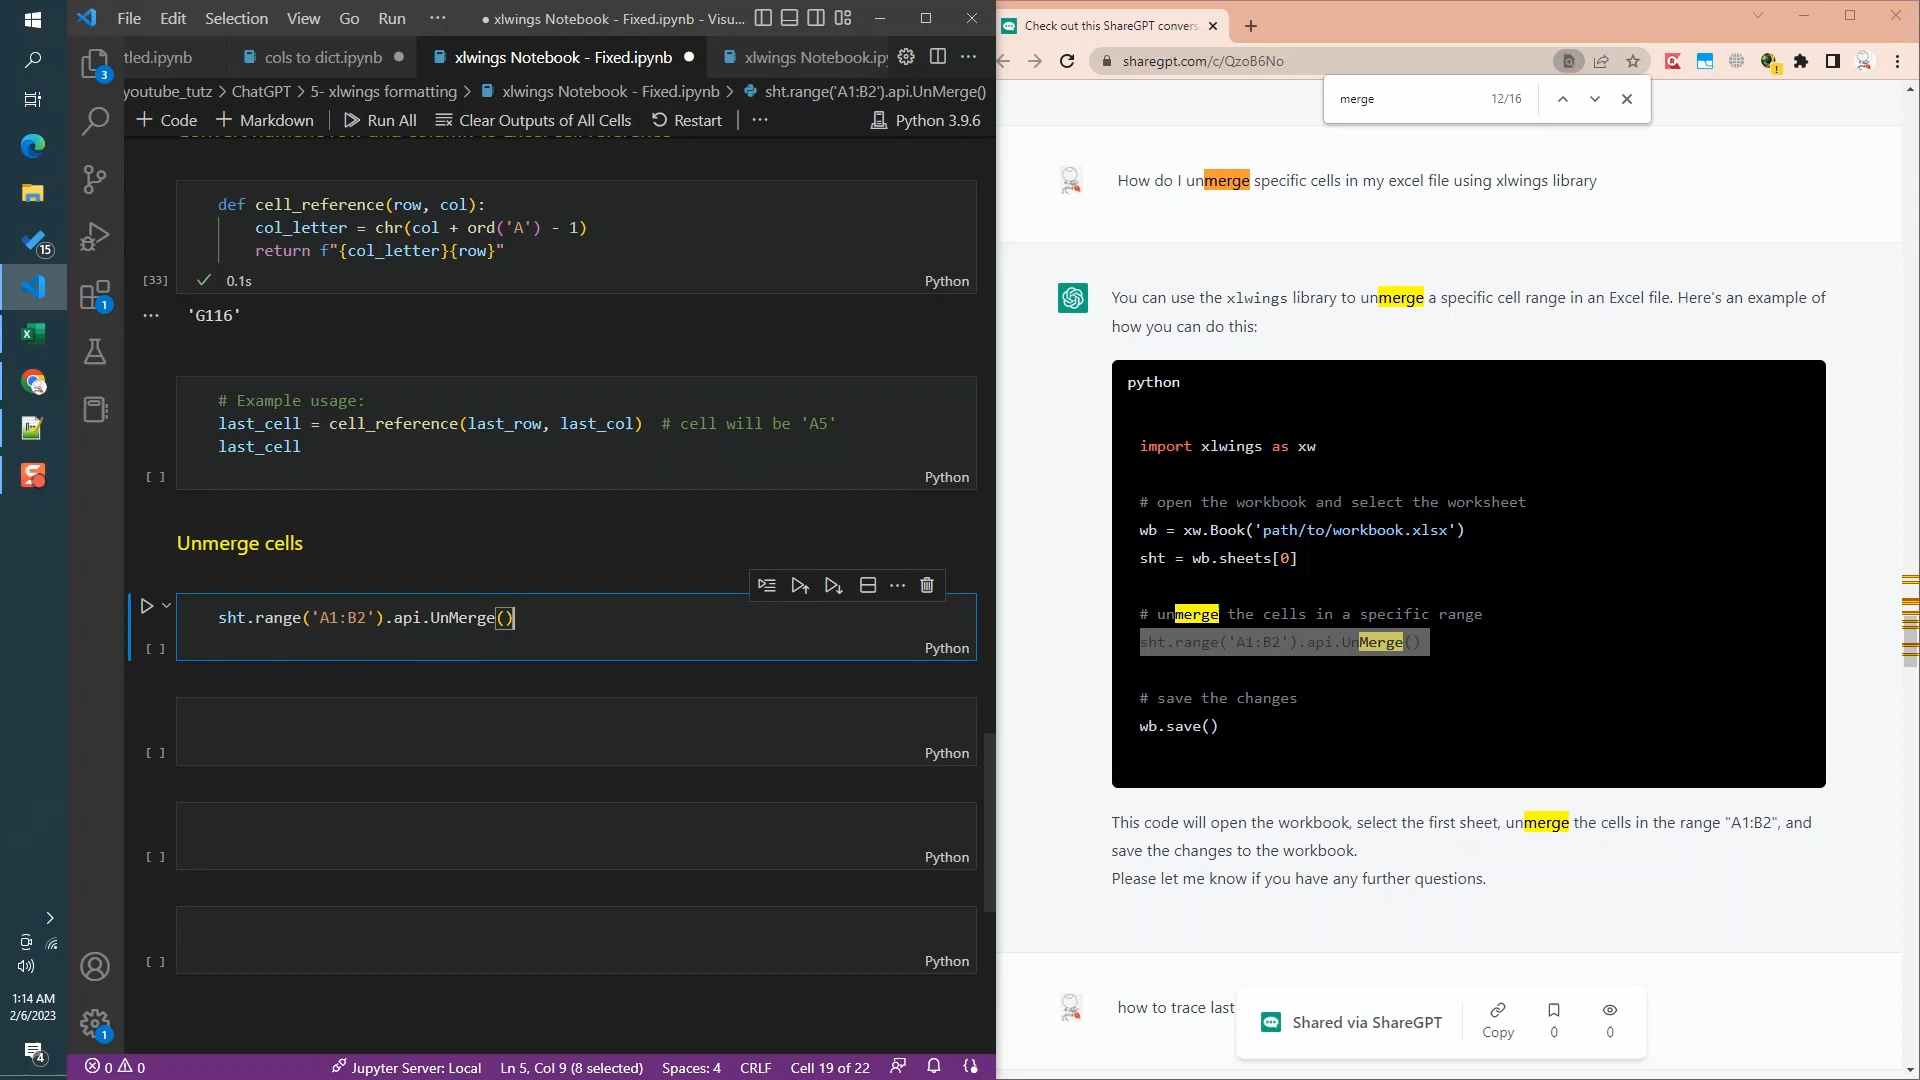 File Edit Selection View Go Run ··· ● xlwings Notebook - Fixed.ipynb - Visu...
tled.ipynb cols to dict.ipynb ● xlwings Notebook - Fixed.ipynb ● xlwings Notebook.ipy
youtube_tutz > ChatGPT > 5- xlwings formatting > xlwings Notebook - Fixed.ipynb > sht.range('A1:B2').api.UnMerge()
+ Code + Markdown Run All Clear Outputs of All Cells Restart ··· Python 3.9.6
def cell_reference(row, col):
col_letter = chr(col + ord('A') - 1)
return f"{col_letter}{row}"
[33] ✓ 0.1s Python
··· 'G116'
# Example usage:
last_cell = cell_reference(last_row, last_col) # cell will be 'A5'
last_cell
[ ] Python
Unmerge cells
sht.range('A1:B2').api.UnMerge()
[ ] Python
[ ] Python
[ ] Python
[ ] Python
3
15
1
1
4
1:14 AM
2/6/2023
0 0 Jupyter Server: Local Ln 5, Col 9 (8 selected) Spaces: 4 CRLF Cell 19 of 22
Check out this ShareGPT convers
sharegpt.com/c/QzoB6No
merge 12/16
How do I unmerge specific cells in my excel file using xlwings library
You can use the xlwings library to unmerge a specific cell range in an Excel file. Here's an example of
how you can do this:
python
import xlwings as xw
# open the workbook and select the worksheet
wb = xw.Book('path/to/workbook.xlsx')
sht = wb.sheets[0]
# unmerge the cells in a specific range
sht.range('A1:B2').api.UnMerge()
# save the changes
wb.save()
This code will open the workbook, select the first sheet, unmerge the cells in the range "A1:B2", and
save the changes to the workbook.
Please let me know if you have any further questions.
how to trace last
Shared via ShareGPT
Copy 0 0